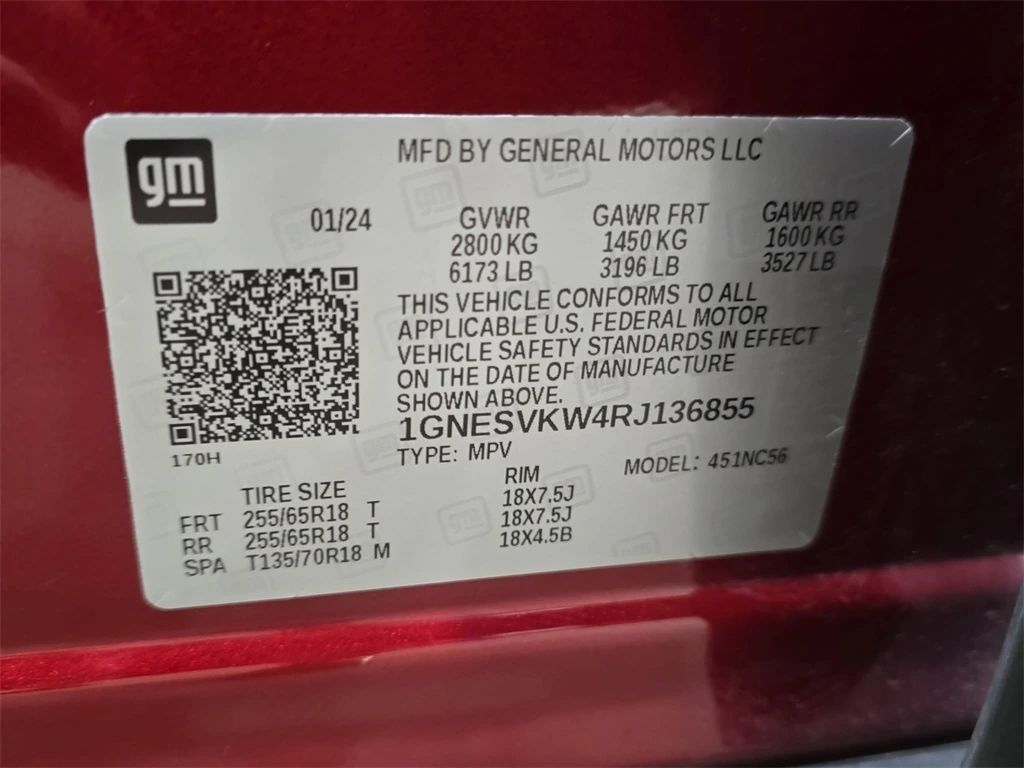 gm
MFD BY GENERAL MOTORS LLC
01/24
GVWR GAWR FRT GAWR RR
2800 KG 1450 KG 1600 KG
6173 LB 3196 LB 3527 LB
THIS VEHICLE CONFORMS TO ALL
APPLICABLE U.S. FEDERAL MOTOR
VEHICLE SAFETY STANDARDS IN EFFECT
ON THE DATE OF MANUFACTURE
SHOWN ABOVE.
1GNESVKW4RJ136855
170H
TYPE: MPV MODEL: 451NC56
TIRE SIZE RIM
FRT 255/65R18 T 18X7.5J
RR 255/65R18 T 18X7.5J
SPA T135/70R18 M 18X4.5B